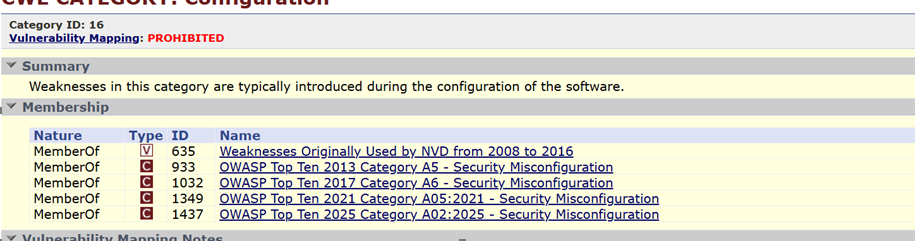 CWE CATEGORY: Configuration
Category ID: 16
Vulnerability Mapping: PROHIBITED
Summary
Weaknesses in this category are typically introduced during the configuration of the software.
Membership
Nature Type ID Name
MemberOf V 635 Weaknesses Originally Used by NVD from 2008 to 2016
MemberOf C 933 OWASP Top Ten 2013 Category A5 - Security Misconfiguration
MemberOf C 1032 OWASP Top Ten 2017 Category A6 - Security Misconfiguration
MemberOf C 1349 OWASP Top Ten 2021 Category A05:2021 - Security Misconfiguration
MemberOf C 1437 OWASP Top Ten 2025 Category A02:2025 - Security Misconfiguration
Vulnerability Mapping Notes